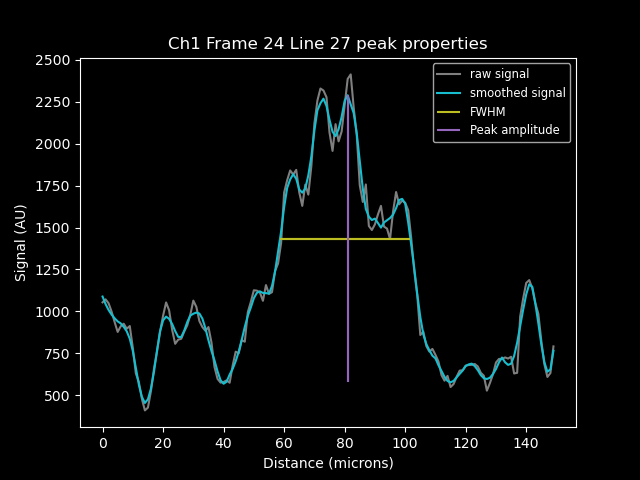 Ch1 Frame 24 Line 27 peak properties
raw signal
smoothed signal
FWHM
Peak amplitude
Signal (AU)
2500
2250
2000
1750
1500
1250
1000
750
500
0 20 40 60 80 100 120 140
Distance (microns)